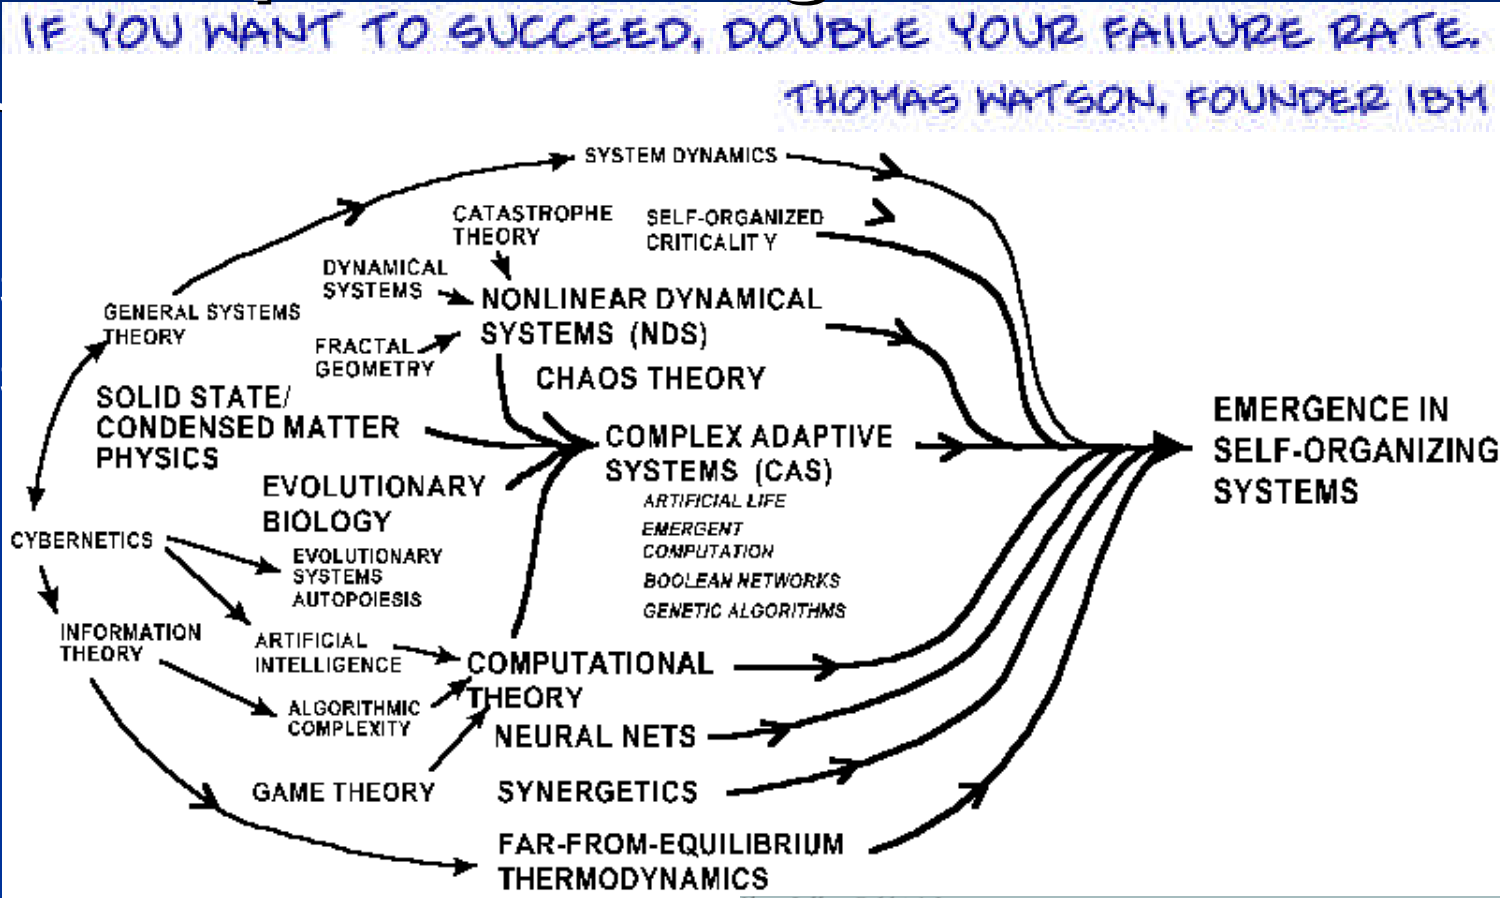 IF YOU WANT TO SUCCEED, DOUBLE YOUR FAILURE RATE.
THOMAS WATSON, FOUNDER IBM
SYSTEM DYNAMICS
CATASTROPHE
THEORY
SELF-ORGANIZED
CRITICALITY
DYNAMICAL
SYSTEMS
NONLINEAR DYNAMICAL
SYSTEMS (NDS)
GENERAL SYSTEMS
THEORY
FRACTAL
GEOMETRY
CHAOS THEORY
SOLID STATE/
CONDENSED MATTER
PHYSICS
COMPLEX ADAPTIVE
SYSTEMS (CAS)
ARTIFICIAL LIFE
EMERGENT
COMPUTATION
BOOLEAN NETWORKS
GENETIC ALGORITHMS
EMERGENCE IN
SELF-ORGANIZING
SYSTEMS
EVOLUTIONARY
BIOLOGY
CYBERNETICS
EVOLUTIONARY
SYSTEMS
AUTOPOIESIS
INFORMATION
THEORY
ARTIFICIAL
INTELLIGENCE
COMPUTATIONAL
THEORY
ALGORITHMIC
COMPLEXITY
NEURAL NETS
GAME THEORY
SYNERGETICS
FAR-FROM-EQUILIBRIUM
THERMODYNAMICS